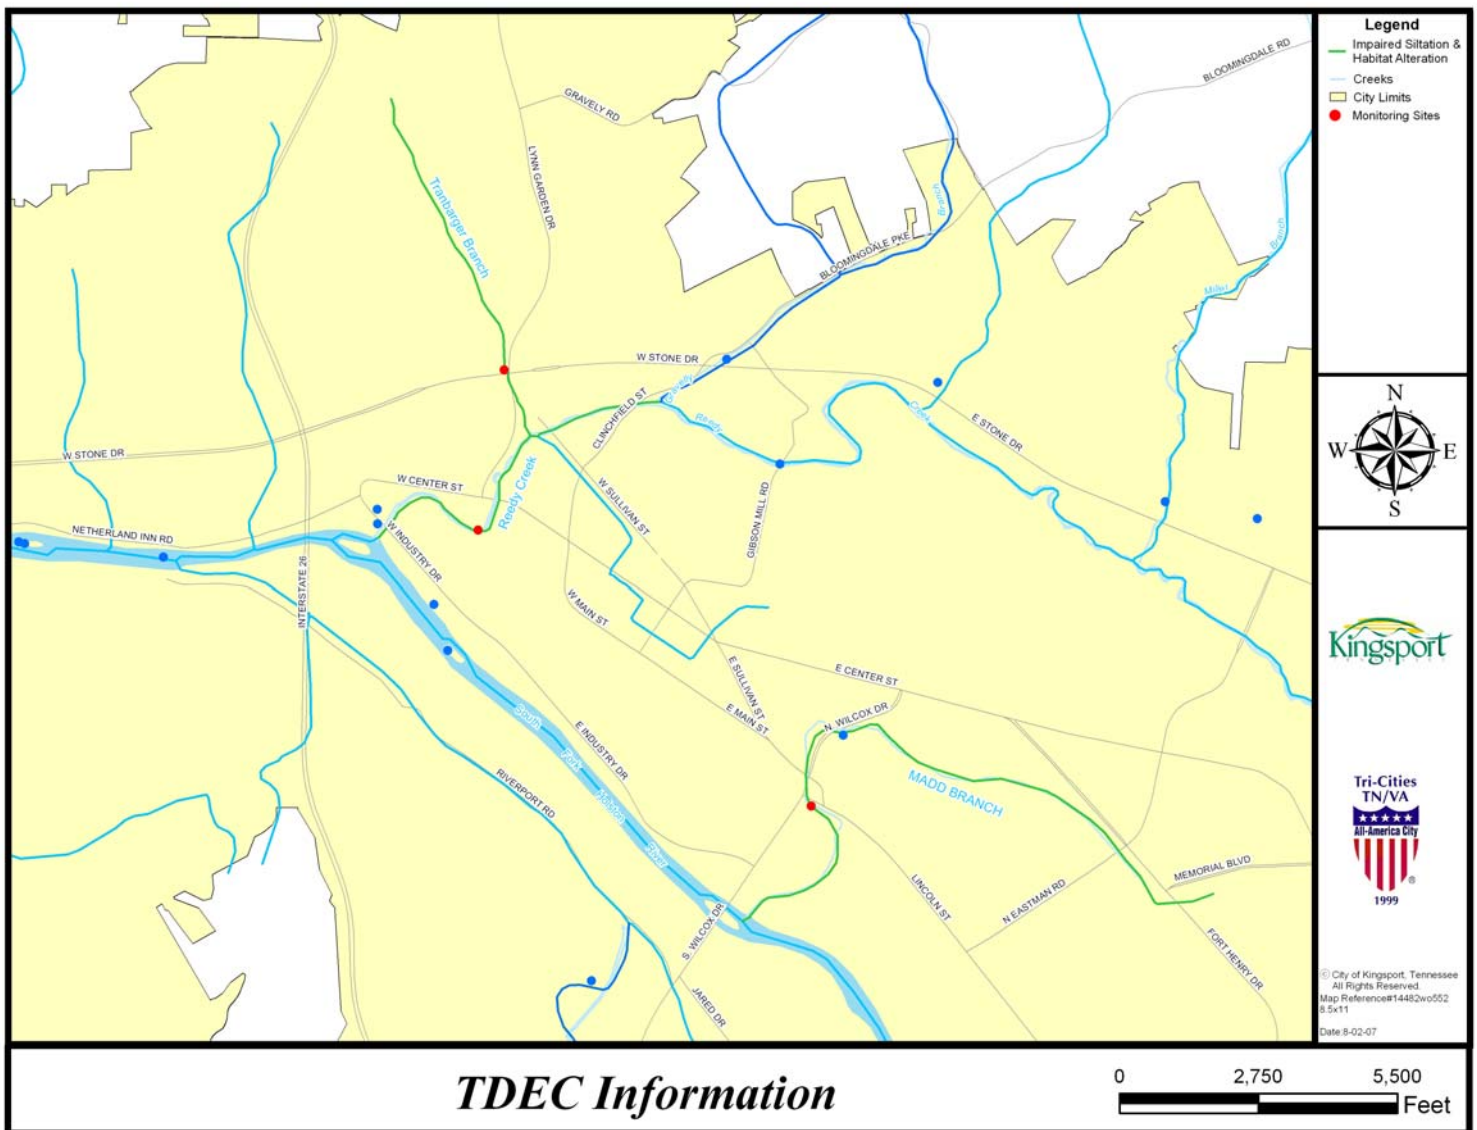 Legend
Impaired Siltation &
Habitat Alteration
Creeks
City Limits
Monitoring Sites
BLOOMINGDALE RD
GRAVELY RD
LYNN GARDEN DR
Tranbarger Branch
Branch
BLOOMINGDALE PKE
Branch
Miller
W STONE DR
CLINCHFIELD ST
Gravely
Reedy
Creek
E STONE DR
W STONE DR
W CENTER ST
Reedy Creek
W SULLIVAN ST
GIBSON MILL RD
NETHERLAND INN RD
W INDUSTRY DR
INTERSTATE 26
W MAIN ST
E SULLIVAN ST
E CENTER ST
E MAIN ST
N. WILCOX DR
South
Fork
Holston
River
E INDUSTRY DR
RIVERPORT RD
MADD BRANCH
MEMORIAL BLVD
LINCOLN ST
N EASTMAN RD
S. WILCOX DR
FORT HENRY DR
JARED DR
N
W
E
S
Kingsport
Tri-Cities
TN/VA
All-America City
®
1999
© City of Kingsport, Tennessee
All Rights Reserved.
Map Reference#14482wo552
8.5x11
Date:8-02-07
TDEC Information
0 2,750 5,500
Feet